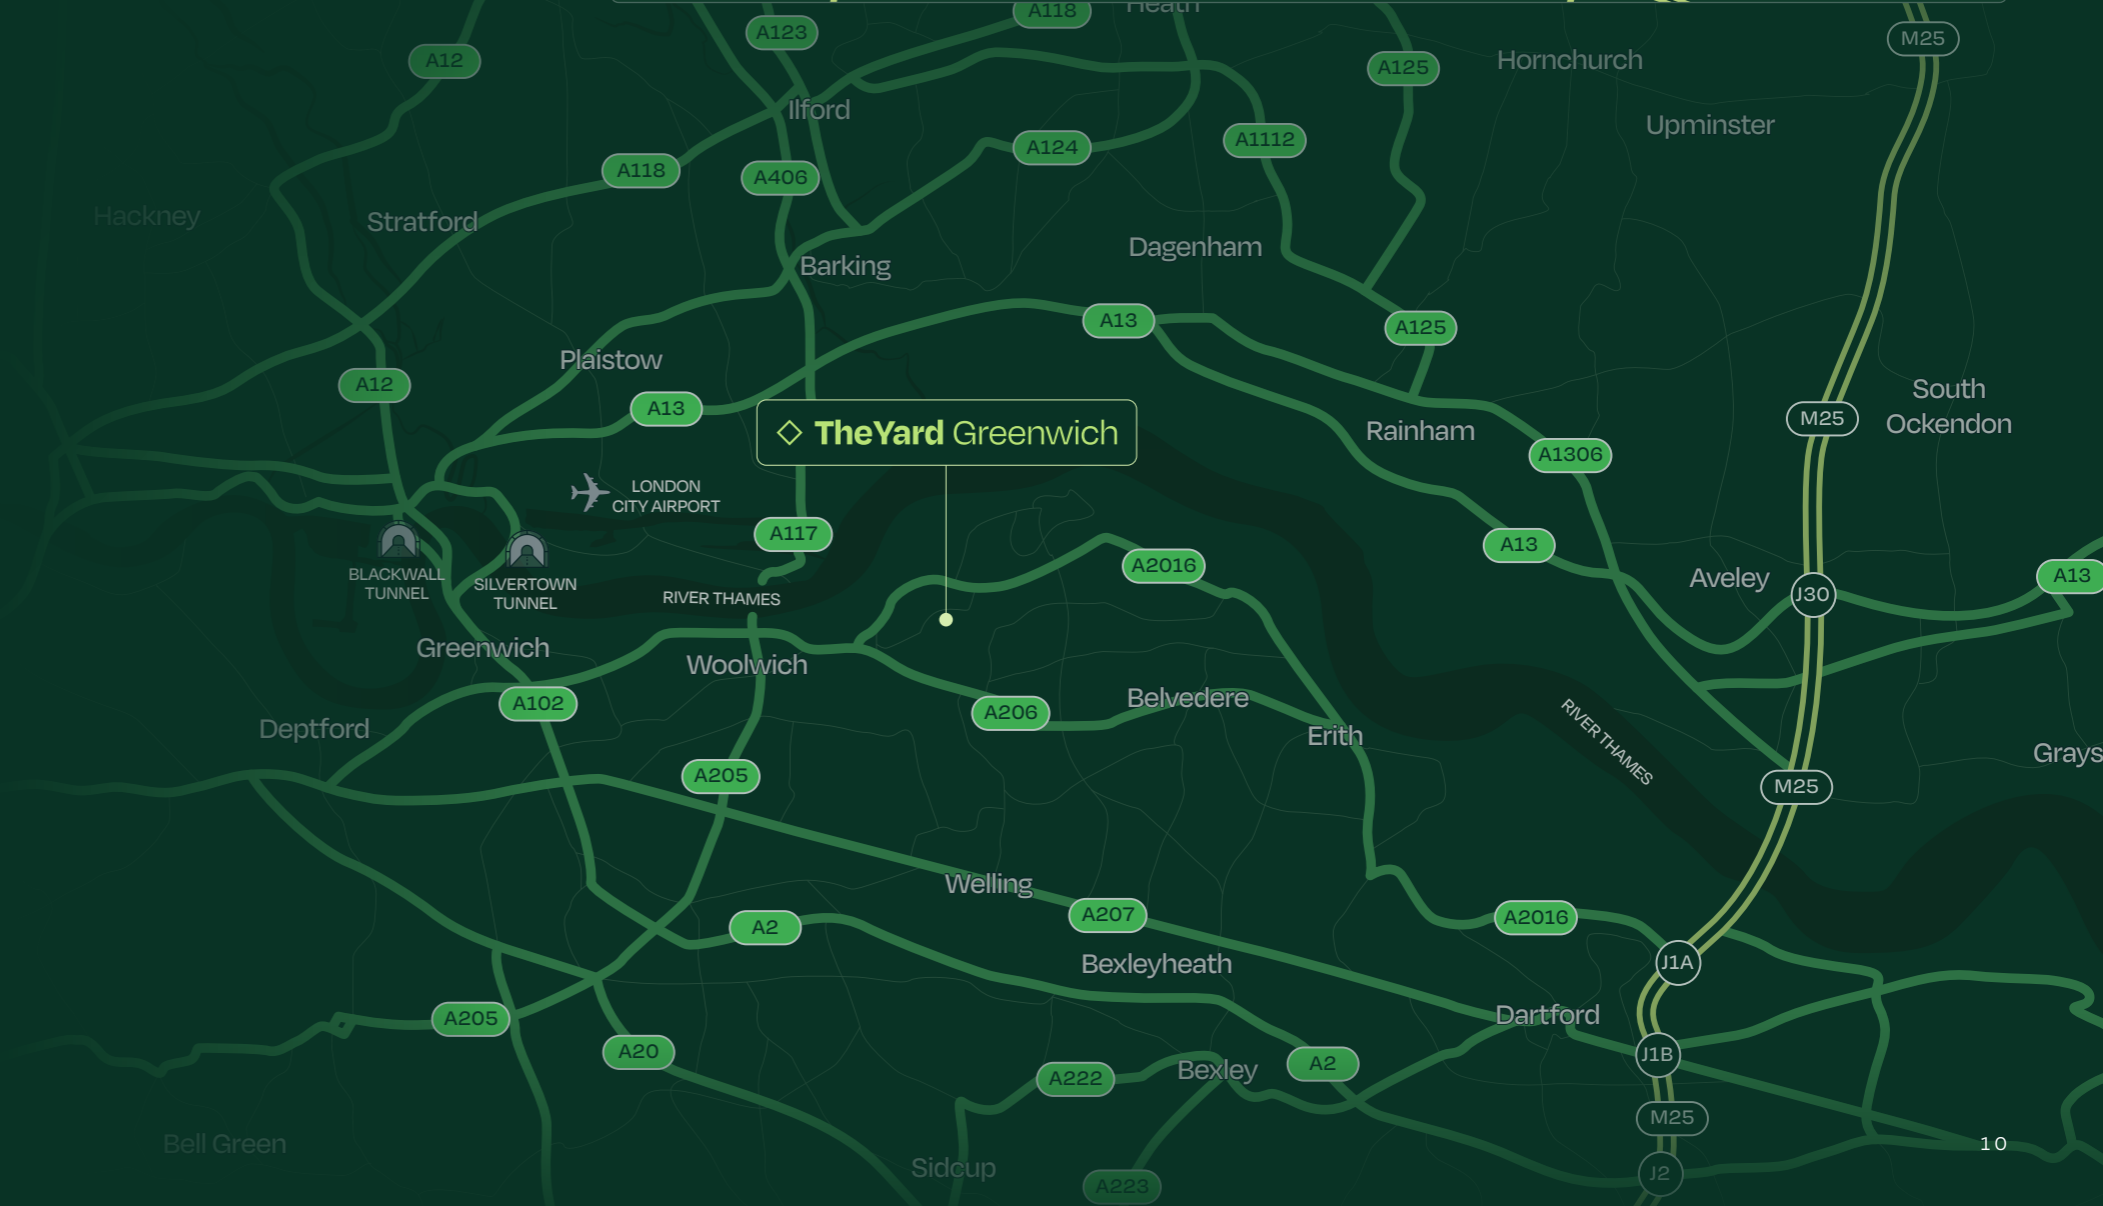 A118
Heath
A123
M25
A12
Hornchurch
A125
Ilford
Upminster
A1112
A124
A118
A406
Hackney
Stratford
Dagenham
Barking
A13
A125
Plaistow
A12
South
Ockendon
A13
M25
TheYard Greenwich
Rainham
A1306
LONDON
CITY AIRPORT
A117
A13
A2016
BLACKWALL
TUNNEL
SILVERTOWN
TUNNEL
Aveley
A13
J30
RIVER THAMES
Greenwich
Woolwich
Belvedere
A102
A206
Deptford
Erith
RIVER THAMES
Grays
A205
M25
Welling
A207
A2016
A2
Bexleyheath
J1A
Dartford
A205
A20
J1B
A2
Bexley
A222
M25
Bell Green
10
Sidcup
J2
A223